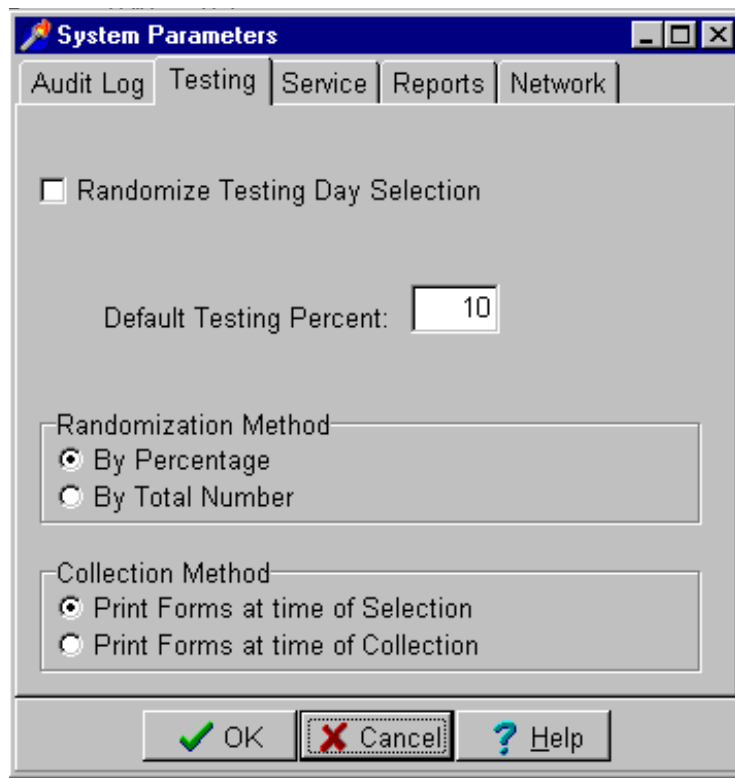 System Parameters
Audit Log Testing Service Reports Network
Randomize Testing Day Selection
Default Testing Percent: 10
Randomization Method
By Percentage
By Total Number
Collection Method
Print Forms at time of Selection
Print Forms at time of Collection
OK Cancel Help